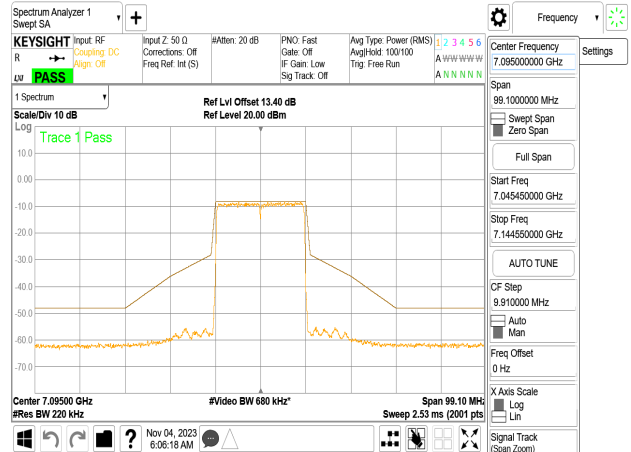 Spectrum Analyzer 1
Swept SA
Frequency
KEYSIGHT Input: RF
R
Coupling: DC
Align: Off
LXI PASS
Input Z: 50 Ω
Corrections: Off
Freq Ref: Int (S)
#Atten: 20 dB
PNO: Fast
Gate: Off
IF Gain: Low
Sig Track: Off
Avg Type: Power (RMS)
Avg|Hold: 100/100
Trig: Free Run
1 2 3 4 5 6
A W W W W W
A N N N N N
1 Spectrum
Scale/Div 10 dB
Ref Lvl Offset 13.40 dB
Ref Level 20.00 dBm
Log
Trace 1 Pass
10.0
0.00
-10.0
-20.0
-30.0
-40.0
-50.0
-60.0
-70.0
Center 7.09500 GHz
#Res BW 220 kHz
#Video BW 680 kHz*
Span 99.10 MHz
Sweep 2.53 ms (2001 pts
Nov 04, 2023
6:06:18 AM
Center Frequency
7.095000000 GHz
Settings
Span
99.1000000 MHz
Swept Span
Zero Span
Full Span
Start Freq
7.045450000 GHz
Stop Freq
7.144550000 GHz
AUTO TUNE
CF Step
9.910000 MHz
Auto
Man
Freq Offset
0 Hz
X Axis Scale
Log
Lin
Signal Track
(Span Zoom)